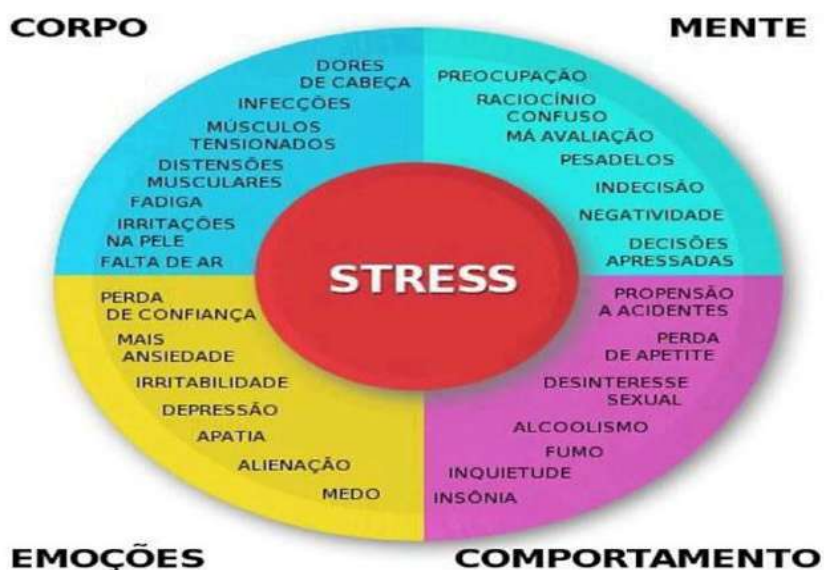 CORPO
DORES
DE CABEÇA
INFECÇÕES
MÚSCULOS
TENSIONADOS
DISTENSÕES
MUSCULARES
FADIGA
IRRITAÇÕES
NA PELE
FALTA DE AR
MENTE
PREOCUPAÇÃO
RACIOCÍNIO
CONFUSO
MÁ AVALIAÇÃO
PESADELOS
INDECISÃO
NEGATIVIDADE
DECISÕES
APRESSADAS
STRESS
PERDA
DE CONFIANÇA
MAIS
ANSIEDADE
IRRITABILIDADE
DEPRESSÃO
APATIA
ALIENAÇÃO
MEDO
EMOÇÕES
PROPENSÃO
A ACIDENTES
PERDA
DE APETITE
DESINTERESSE
SEXUAL
ALCOOLISMO
FUMO
INQUIETUDE
INSÔNIA
COMPORTAMENTO